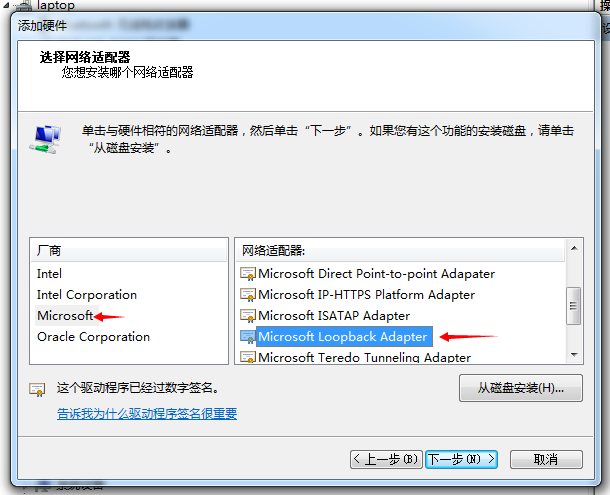 laptop
操
添加硬件
选择网络适配器
您想安装哪个网络适配器
单击与硬件相符的网络适配器，然后单击“下一步”。如果您有这个功能的安装磁盘，请单击
“从磁盘安装”。
厂商
Intel
Intel Corporation
Microsoft
Oracle Corporation
网络适配器:
Microsoft Direct Point-to-point Adapater
Microsoft IP-HTTPS Platform Adapter
Microsoft ISATAP Adapter
Microsoft Loopback Adapter
Microsoft Teredo Tunneling Adapter
这个驱动程序已经过数字签名。
告诉我为什么驱动程序签名很重要
从磁盘安装(H)...
< 上一步(B)
下一步(N) >
取消